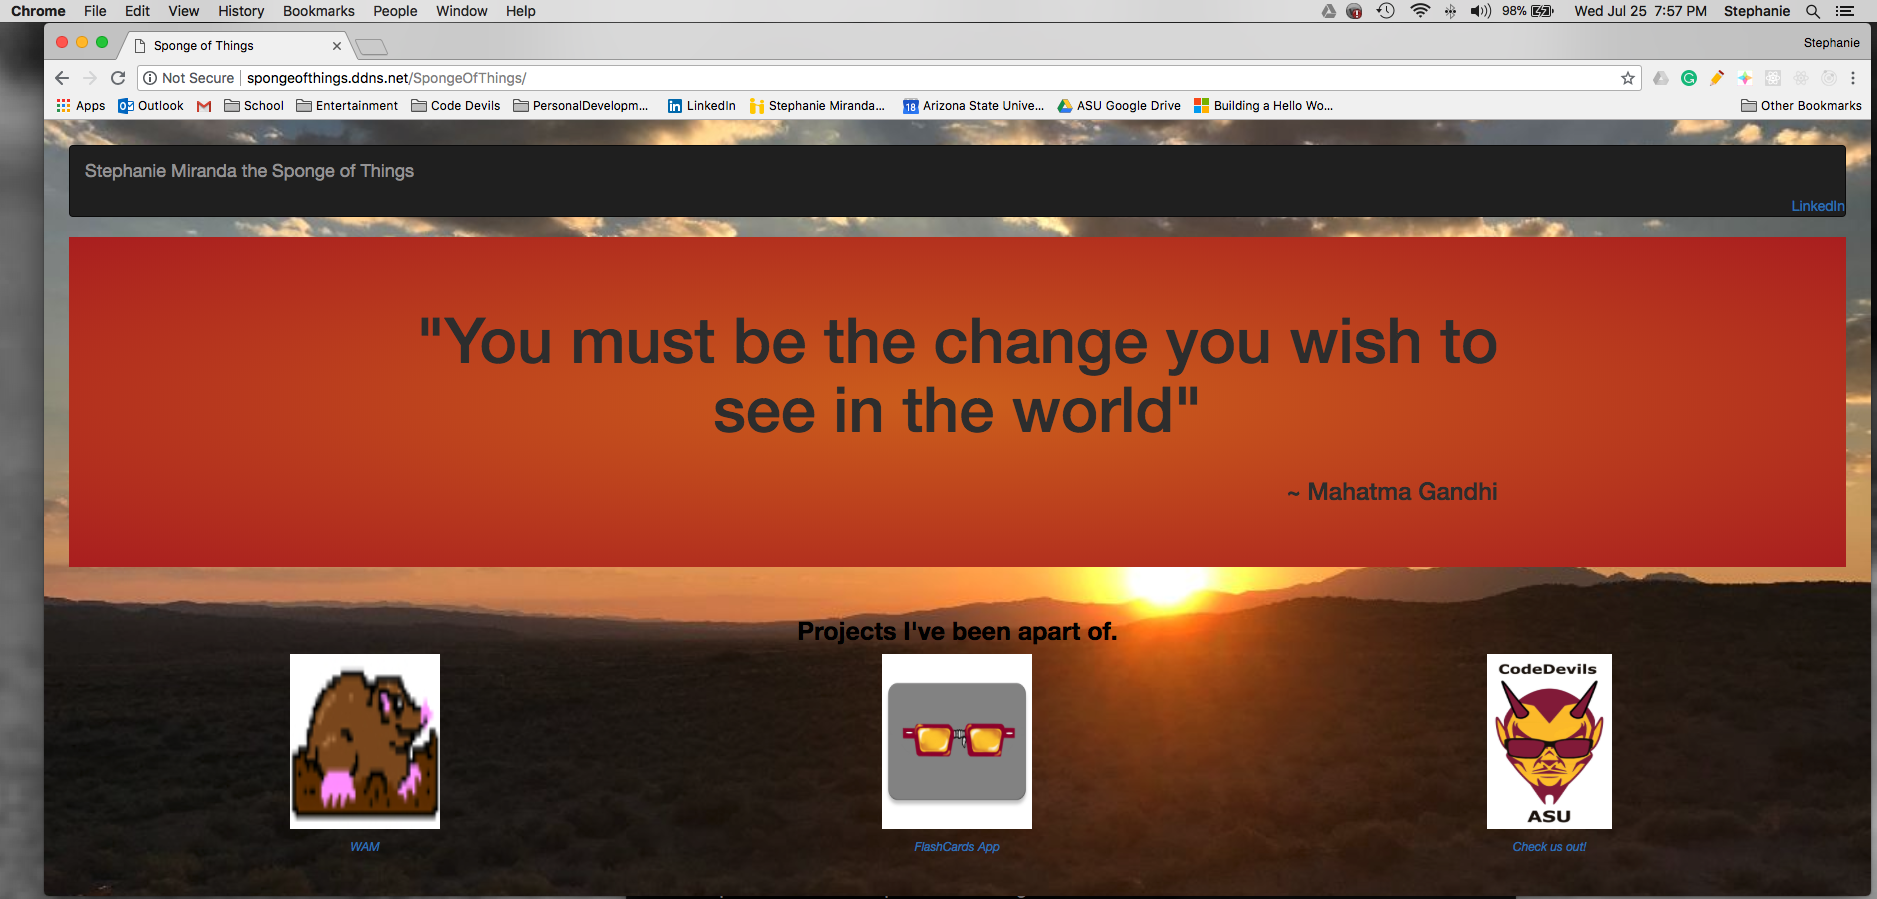 Chrome File Edit View History Bookmarks People Window Help 98% Wed Jul 25 7:57 PM Stephanie
Sponge of Things Stephanie
Not Secure spongeofthings.ddns.net/SpongeOfThings/
Apps Outlook School Entertainment Code Devils PersonalDevelopm... LinkedIn Stephanie Miranda... 18 Arizona State Unive... ASU Google Drive Building a Hello Wo... Other Bookmarks
Stephanie Miranda the Sponge of Things
LinkedIn
"You must be the change you wish to
see in the world"
~ Mahatma Gandhi
Projects I've been apart of.
CodeDevils
ASU
WAM FlashCards App Check us out!